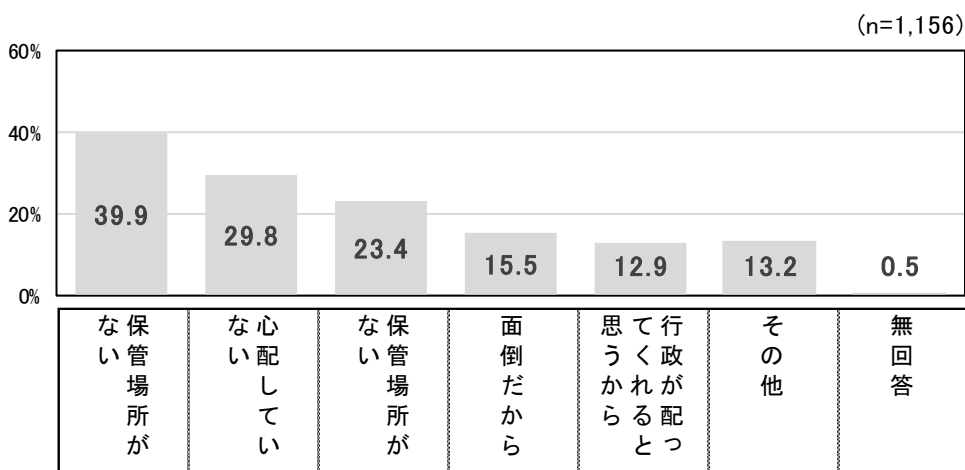 (n=1,156)
60%
40%
20%
0%
39.9
29.8
23.4
15.5
12.9
13.2
0.5
保管場所が
ない
心配してい
ない
保管場所が
ない
面倒だから
行政が配っ
てくれると
思うから
その他
無回答